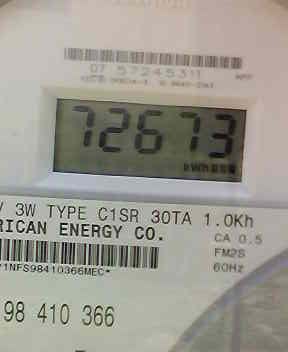 07 57245311
72673
kWh
V 3W TYPE C1SR 30TA 1.0Kh
RICAN ENERGY CO.
CA 0.5
FM2S
60Hz
98 410 366